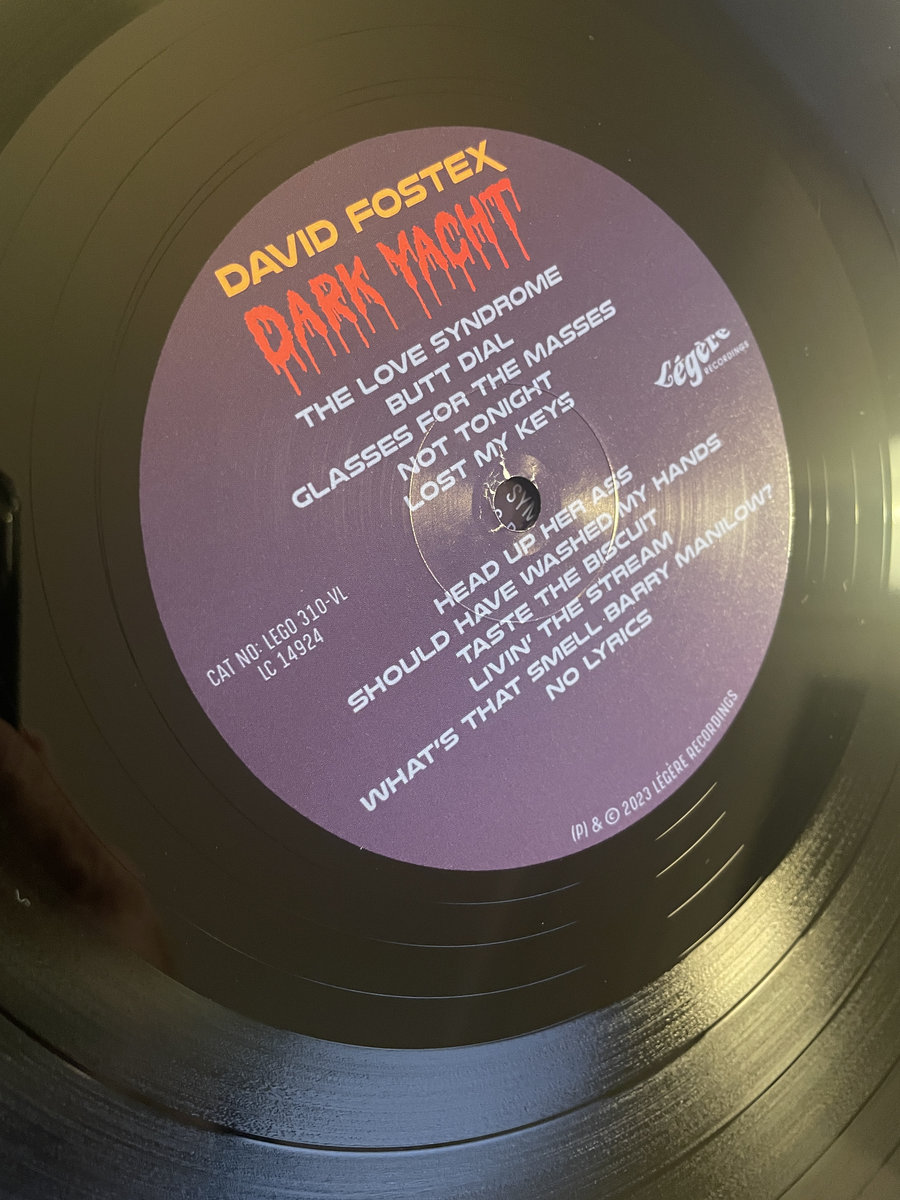 DAVID FOSTEX
DARK YACHT
THE LOVE SYNDROME
BUTT DIAL
GLASSES FOR THE MASSES
NOT TONIGHT
LOST MY KEYS
Légère
RECORDINGS
HEAD UP HER ASS
SHOULD HAVE WASHED MY HANDS
TASTE THE BISCUIT
LIVIN' THE STREAM
WHAT'S THAT SMELL, BARRY MANILOW?
NO LYRICS
CAT NO: LEGO 310-VL
LC 14924
(P) & © 2023 LÉGÈRE RECORDINGS
SYN